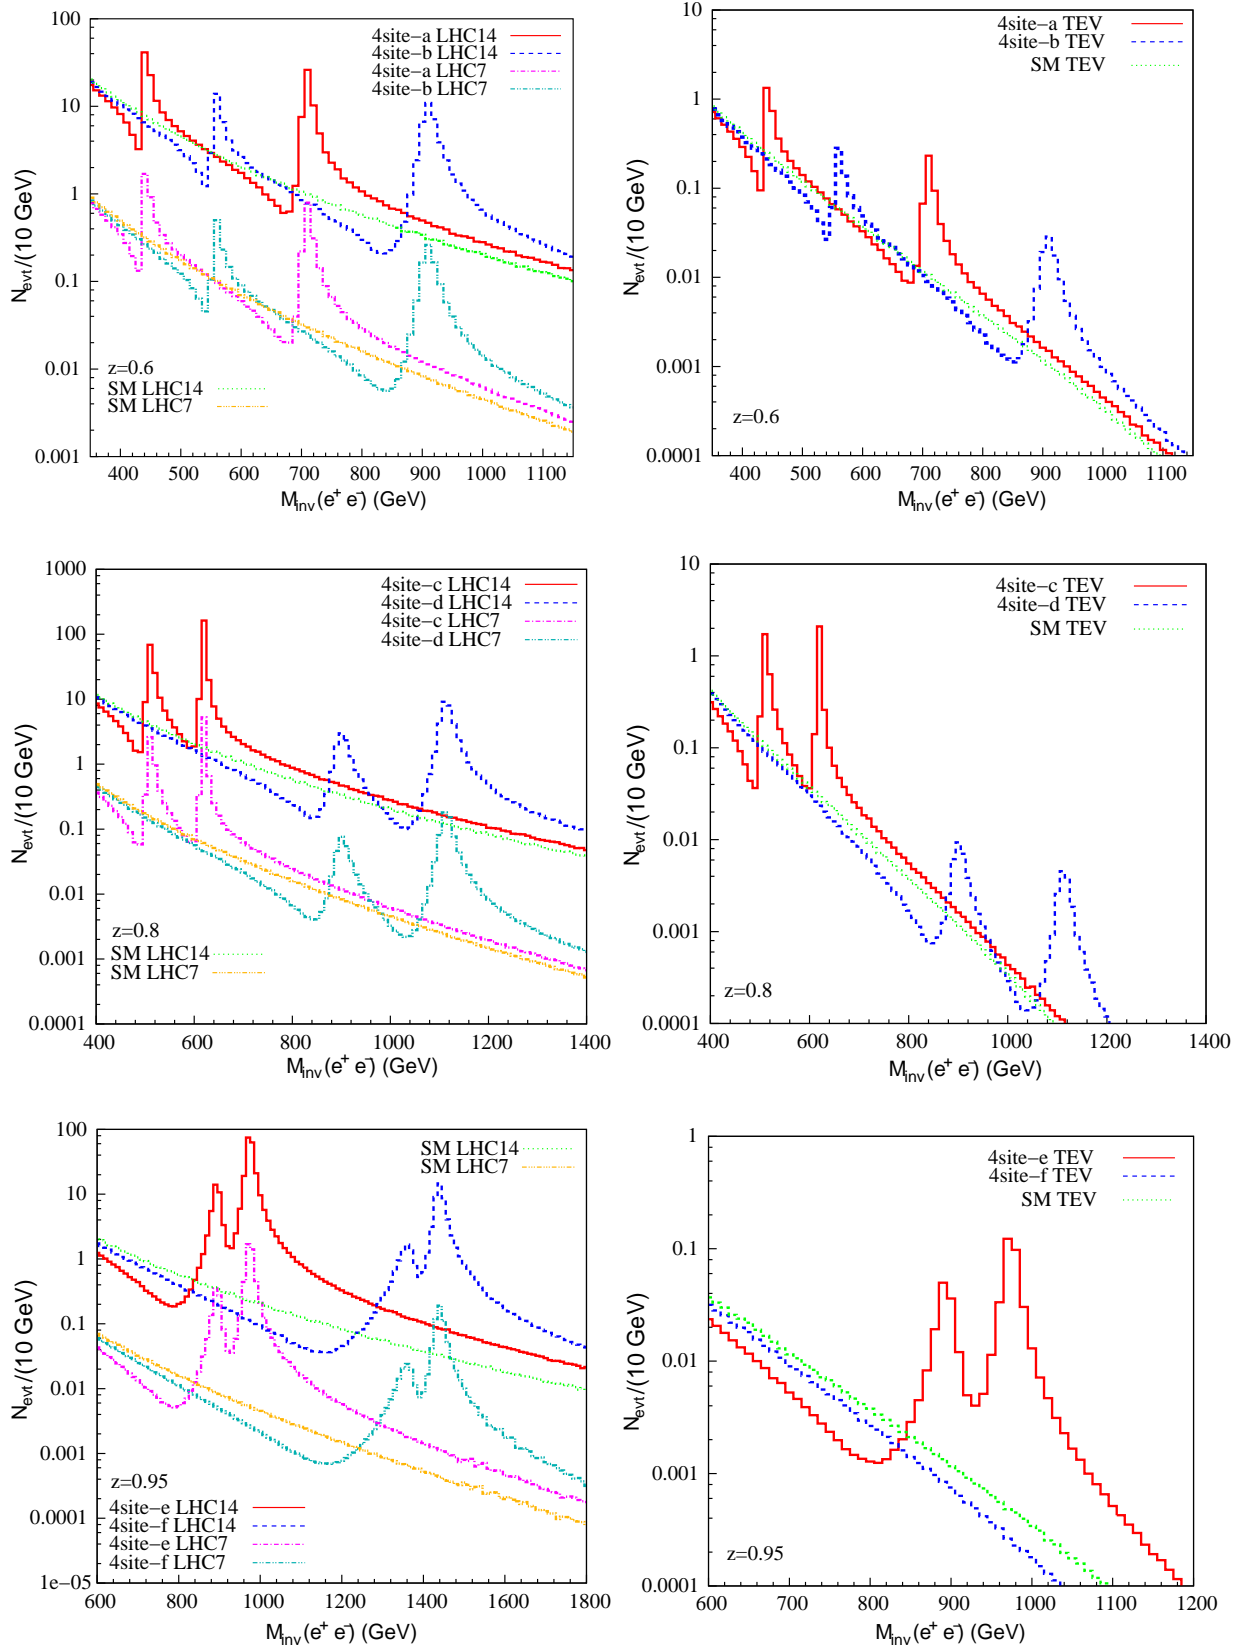 4site-a LHC14
4site-b LHC14
4site-a LHC7
4site-b LHC7
100
10
1
0.1
0.01
0.001
N_evt/(10 GeV)
z=0.6
SM LHC14
SM LHC7
400 500 600 700 800 900 1000 1100
M_inv(e⁺ e⁻) (GeV)
4site-a TEV
4site-b TEV
SM TEV
10
1
0.1
0.01
0.001
0.0001
N_evt/(10 GeV)
z=0.6
400 500 600 700 800 900 1000 1100
M_inv(e⁺ e⁻) (GeV)
4site-c LHC14
4site-d LHC14
4site-c LHC7
4site-d LHC7
1000
100
10
1
0.1
0.01
0.001
0.0001
N_evt/(10 GeV)
z=0.8
SM LHC14
SM LHC7
400 600 800 1000 1200 1400
M_inv(e⁺ e⁻) (GeV)
4site-c TEV
4site-d TEV
SM TEV
10
1
0.1
0.01
0.001
0.0001
N_evt/(10 GeV)
z=0.8
400 600 800 1000 1200 1400
M_inv(e⁺ e⁻) (GeV)
SM LHC14
SM LHC7
100
10
1
0.1
0.01
0.001
0.0001
1e-05
N_evt/(10 GeV)
z=0.95
4site-e LHC14
4site-f LHC14
4site-e LHC7
4site-f LHC7
600 800 1000 1200 1400 1600 1800
M_inv(e⁺ e⁻) (GeV)
4site-e TEV
4site-f TEV
SM TEV
1
0.1
0.01
0.001
0.0001
N_evt/(10 GeV)
z=0.95
600 700 800 900 1000 1100 1200
M_inv(e⁺ e⁻) (GeV)